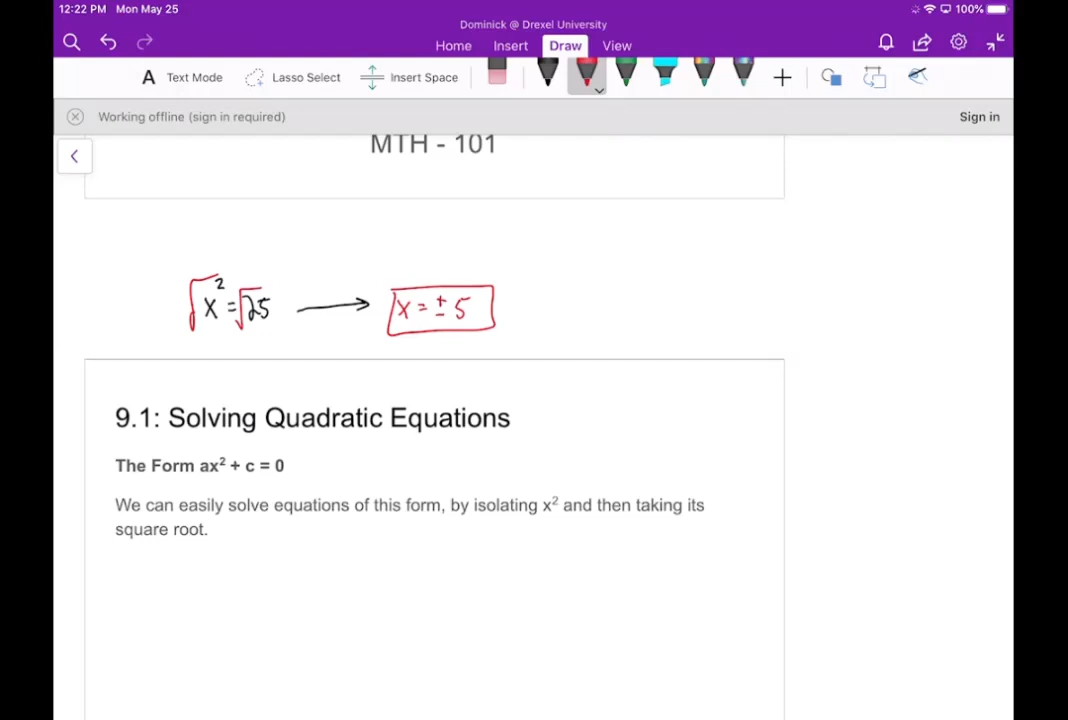 12:22 PM Mon May 25
100%
Dominick @ Drexel University
Home Insert Draw View
Text Mode Lasso Select Insert Space
Working offline (sign in required) Sign in
MTH - 101
√x² = √25 ⟶ x = ± 5
9.1: Solving Quadratic Equations
The Form ax² + c = 0
We can easily solve equations of this form, by isolating x² and then taking its
square root.